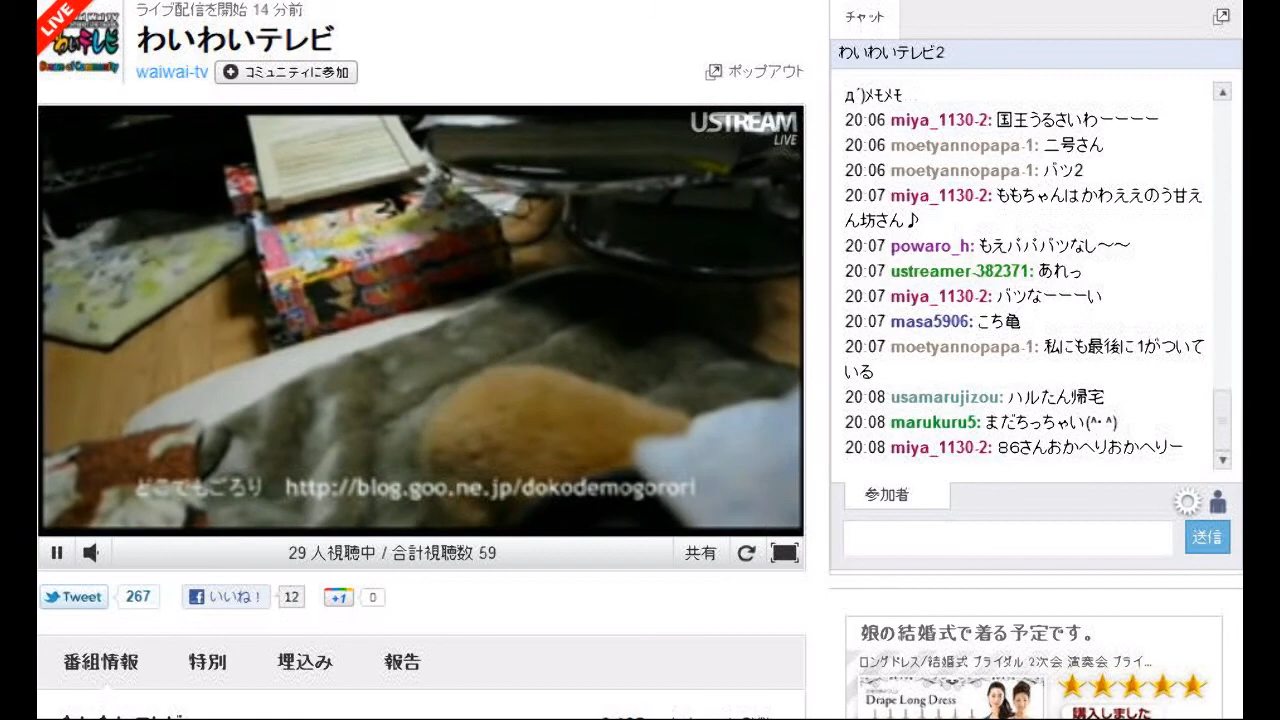 LIVE
ライブ配信を開始 14 分前
わいわいテレビ
waiwai-tv コミュニティに参加
ポップアウト
USTREAM
LIVE
どこでもごろり http://blog.goo.ne.jp/dokodemogorori
29 人視聴中 / 合計視聴数 59
共有
Tweet 267 いいね! 12 +1 0
番組情報 特別 埋込み 報告
チャット
わいわいテレビ2
д´)メモメモ...
20:06 miya_1130-2: 国王うるさいわーーーー
20:06 moetyannopapa-1: 二号さん
20:06 moetyannopapa-1: バツ2
20:07 miya_1130-2: ももちゃんはかわええのう甘え
ん坊さん♪
20:07 powaro_h: もえバババツなし～～
20:07 ustreamer-382371: あれっ
20:07 miya_1130-2: バツなーーーい
20:07 masa5906: こち亀
20:07 moetyannopapa-1: 私にも最後に1がついて
いる
20:08 usamarujizou: ハルたん帰宅
20:08 marukuru5: まだちっちゃい(^・^)
20:08 miya_1130-2: 86さんおかへりおかへりー
参加者
送信
娘の結婚式で着る予定です。
ロングドレス/結婚式 ブライダル 2次会 演奏会 ブライ...
Drape Long Dress
購入しました